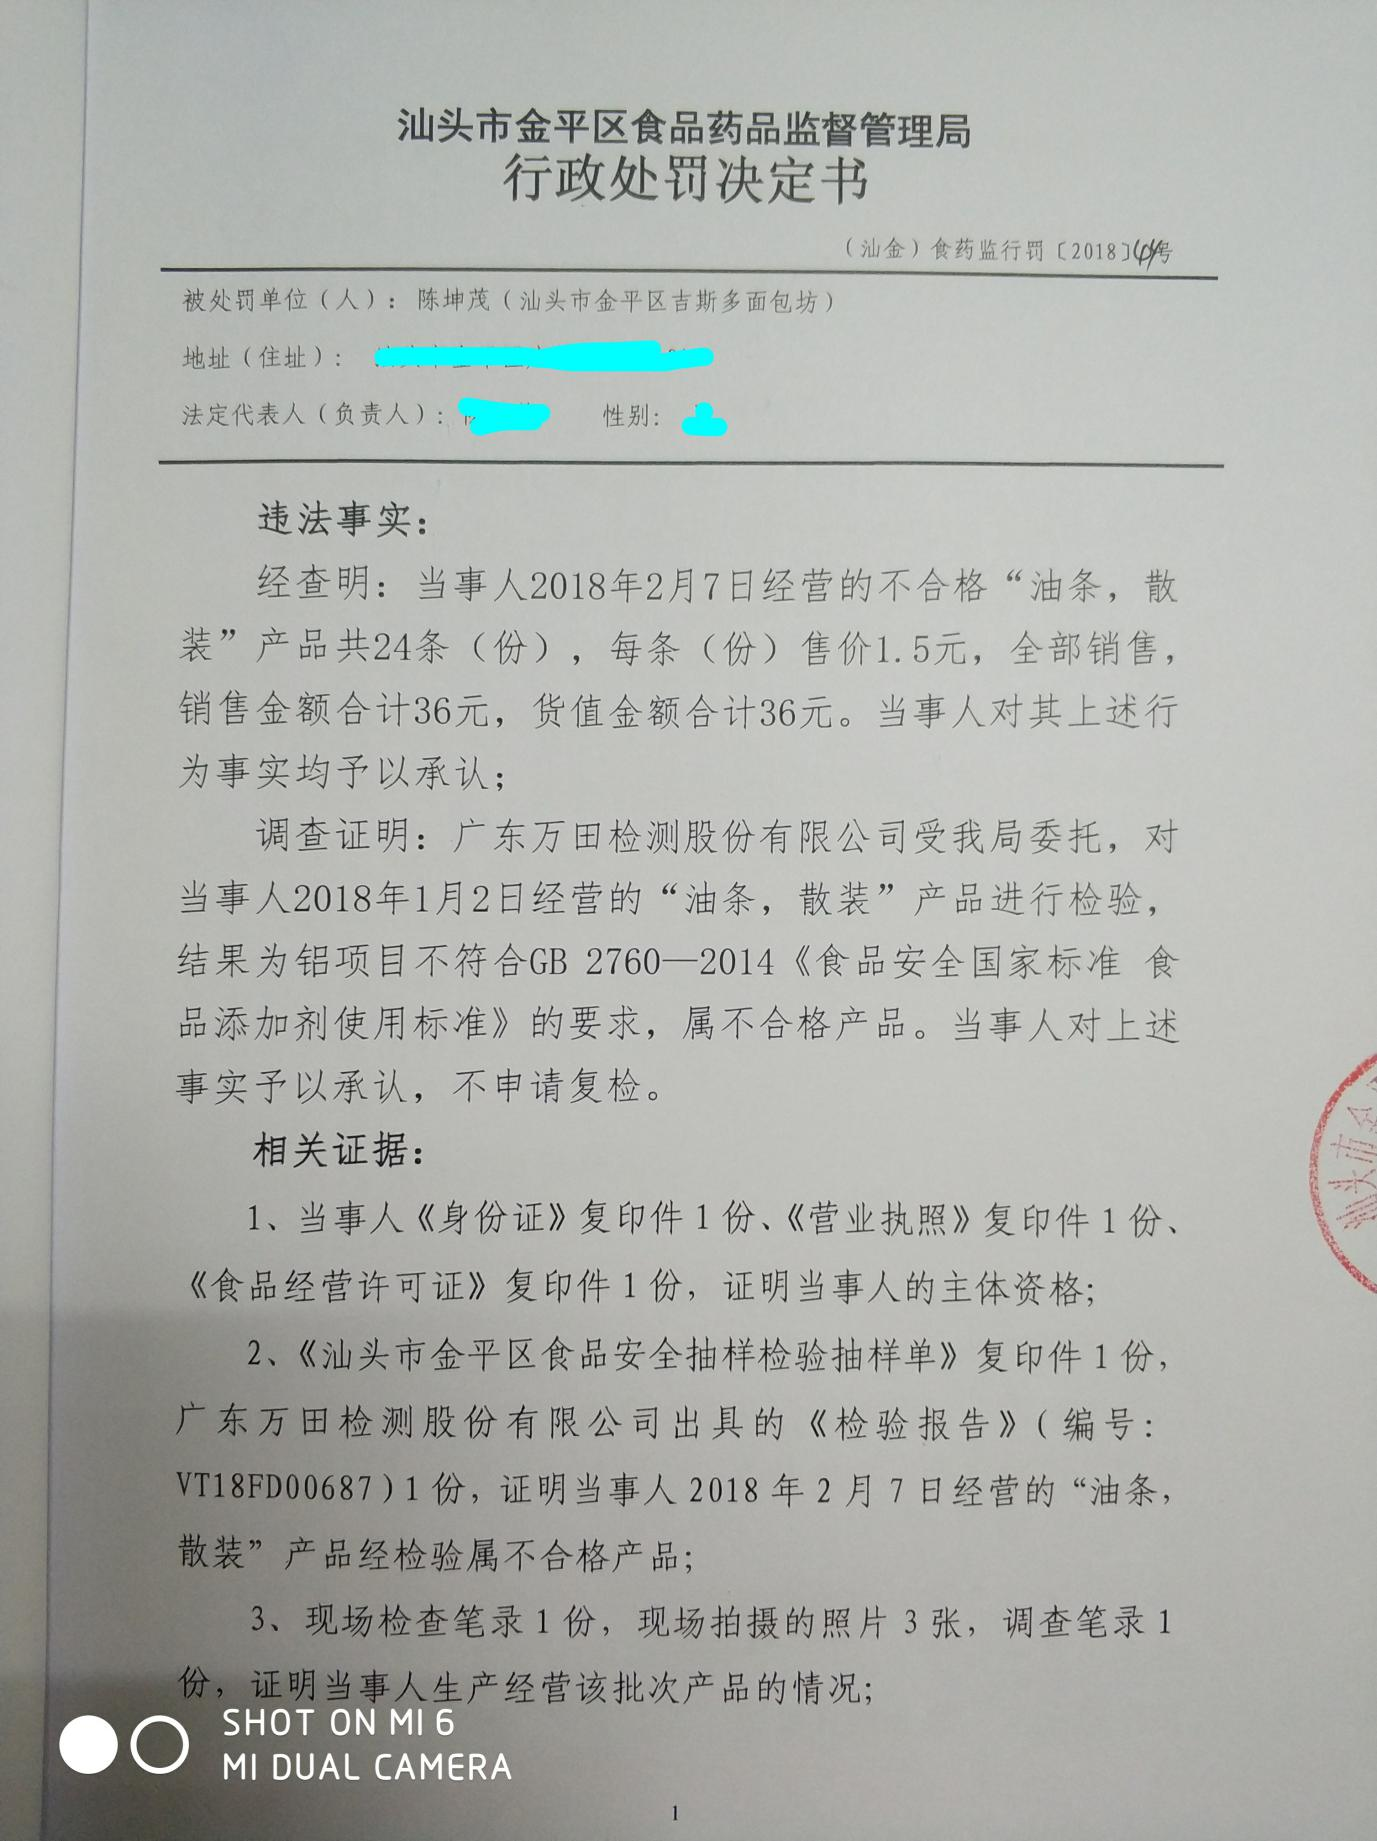 汕头市金平区食品药品监督管理局
行政处罚决定书
（汕金）食药监行罚〔2018〕号
被处罚单位（人）：陈坤茂（汕头市金平区吉斯多面包坊）
地址（住址）：
法定代表人（负责人）： 性别：
违法事实：
经查明：当事人2018年2月7日经营的不合格“油条，散
装”产品共24条（份），每条（份）售价1.5元，全部销售，
销售金额合计36元，货值金额合计36元。当事人对其上述行
为事实均予以承认；
调查证明：广东万田检测股份有限公司受我局委托，对
当事人2018年1月2日经营的“油条，散装”产品进行检验，
结果为铝项目不符合GB 2760—2014《食品安全国家标准 食
品添加剂使用标准》的要求，属不合格产品。当事人对上述
事实予以承认，不申请复检。
相关证据：
1、当事人《身份证》复印件1份、《营业执照》复印件1份、
《食品经营许可证》复印件1份，证明当事人的主体资格；
2、《汕头市金平区食品安全抽样检验抽样单》复印件1份，
广东万田检测股份有限公司出具的《检验报告》(编号：
VT18FD00687)1份，证明当事人2018年2月7日经营的“油条，
散装”产品经检验属不合格产品；
3、现场检查笔录1份，现场拍摄的照片3张，调查笔录1
份，证明当事人生产经营该批次产品的情况；
汕头市金
SHOT ON MI 6
MI DUAL CAMERA
1